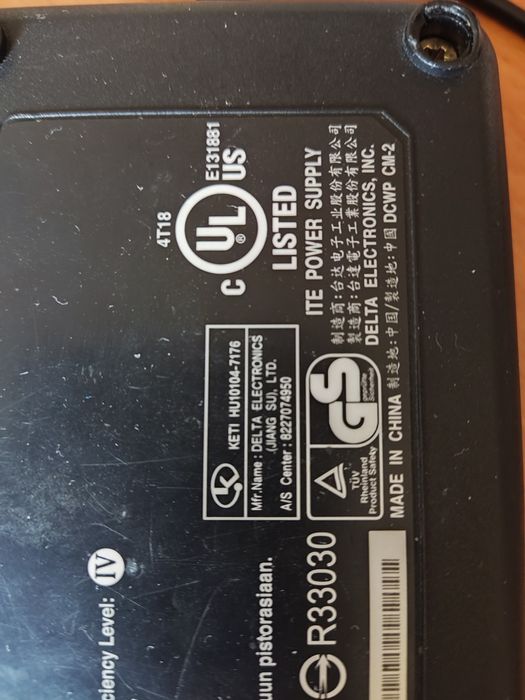 4T18
E131881
C UL US
®
LISTED
ITE POWER SUPPLY
制造商:台达电子工业股份有限公司
製造商:台達電子工業股份有限公司
DELTA ELECTRONICS, INC.
MADE IN CHINA 制造地:中国/製造地:中國 DCWP CM-2
KETI HU10104-7176
Mfr.Name : DELTA ELECTRONICS
(JIANG SU), LTD.
A/S Center : 8227074950
TÜV
Rheinland
Product Safety
GS
geprüfte
Sicherheit
ciency Level: IV
uun pistorasiaan.
R33030